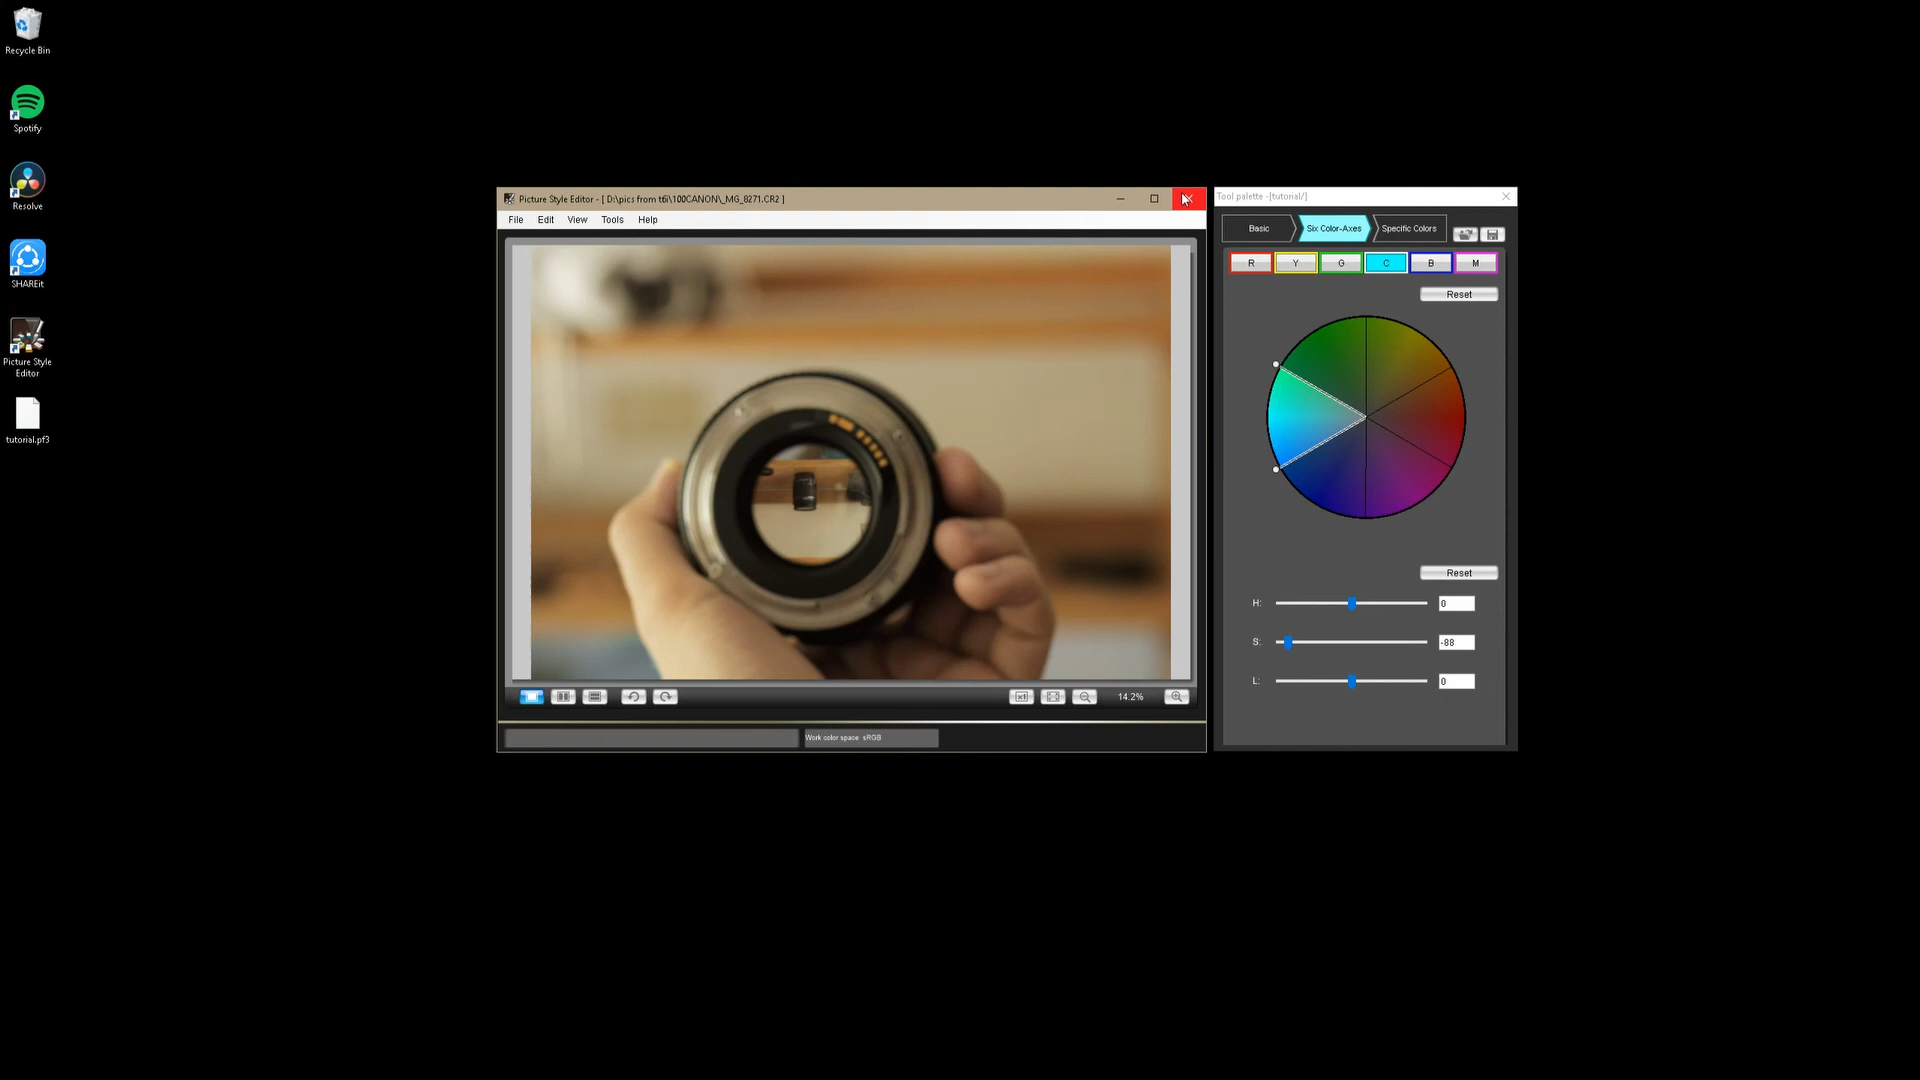 Recycle Bin
Spotify
Resolve
SHAREit
Picture Style
Editor
tutorial.pf3
Picture Style Editor - [ D:\pics from t6i\100CANON\_MG_8271.CR2 ]
File Edit View Tools Help
14.2%
Work color space sRGB
Tool palette -[tutorial/]
Basic Six Color-Axes Specific Colors
R Y G C B M
Reset
Reset
H: 0
S: -88
L: 0